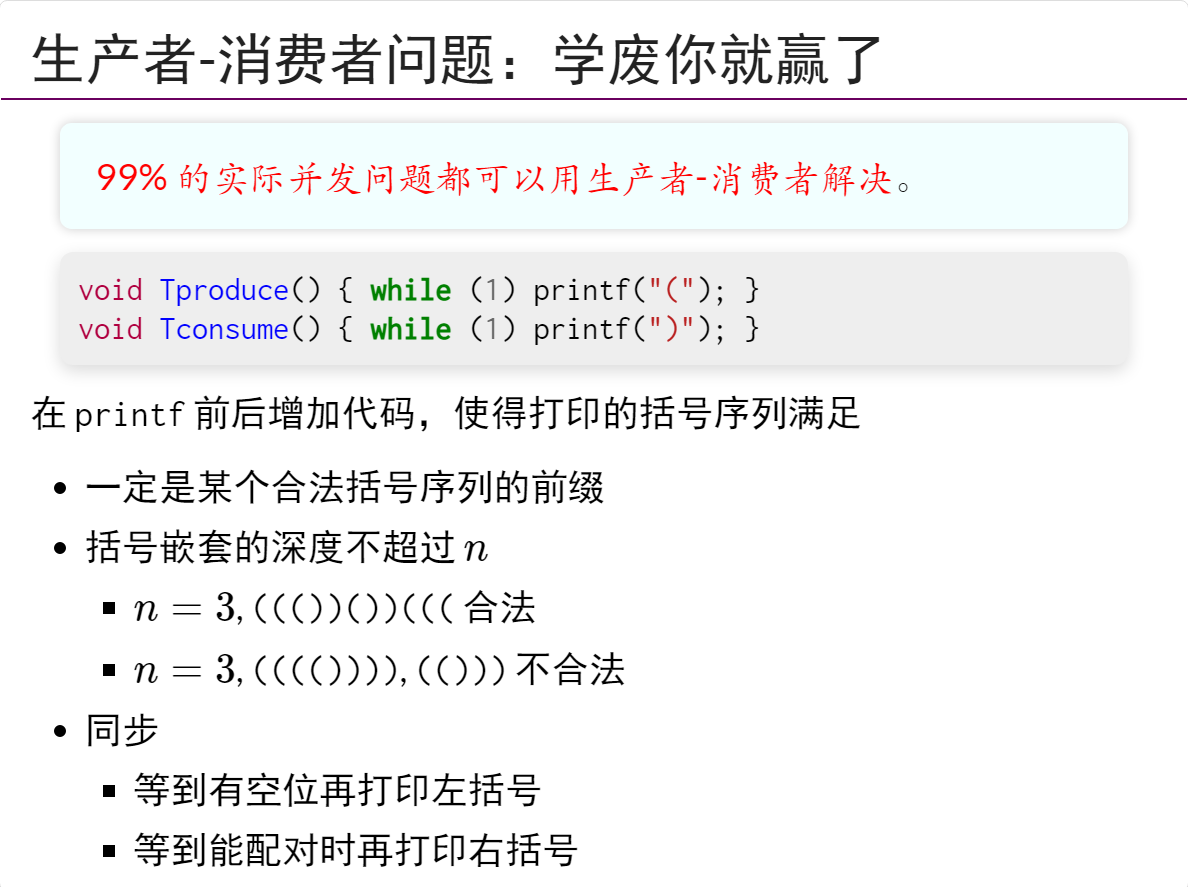 生产者-消费者问题：学废你就赢了
99% 的实际并发问题都可以用生产者-消费者解决。
void Tproduce() { while (1) printf("("); }
void Tconsume() { while (1) printf(")"); }
在 printf 前后增加代码，使得打印的括号序列满足
• 一定是某个合法括号序列的前缀
• 括号嵌套的深度不超过 n
▪ n = 3, ((())())((( 合法
▪ n = 3, (((()))), (())) 不合法
• 同步
▪ 等到有空位再打印左括号
▪ 等到能配对时再打印右括号